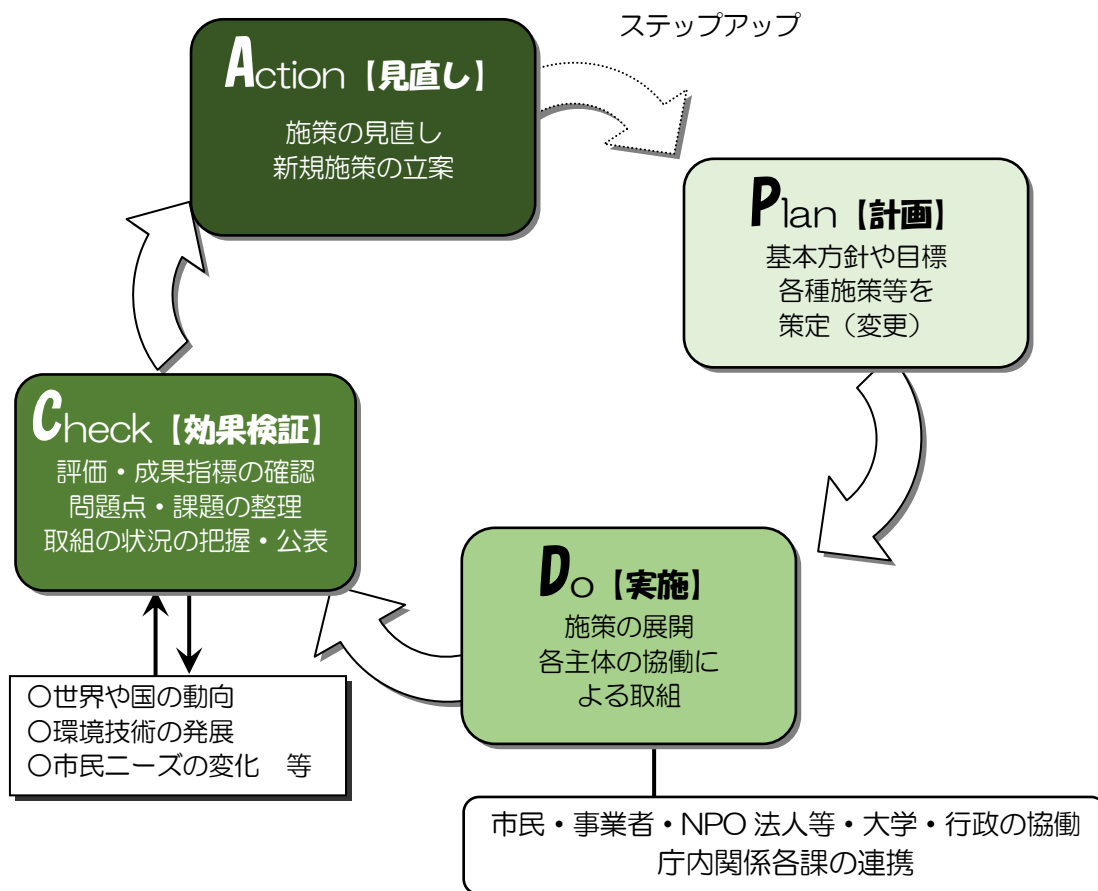 ステップアップ
Action【見直し】
施策の見直し
新規施策の立案
Plan【計画】
基本方針や目標
各種施策等を
策定（変更）
Check【効果検証】
評価・成果指標の確認
問題点・課題の整理
取組の状況の把握・公表
Do【実施】
施策の展開
各主体の協働に
よる取組
〇世界や国の動向
〇環境技術の発展
〇市民ニーズの変化　等
市民・事業者・NPO 法人等・大学・行政の協働
庁内関係各課の連携